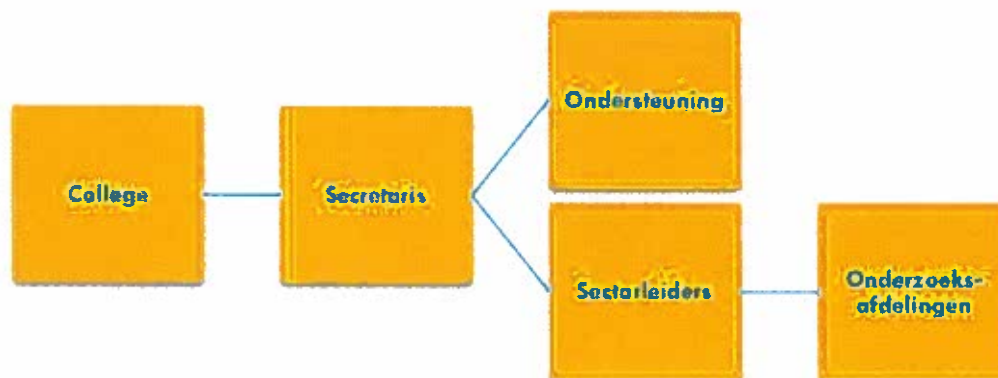 College
Secretaris
Ondersteuning
Sectorleiders
Onderzoeks-
afdelingen